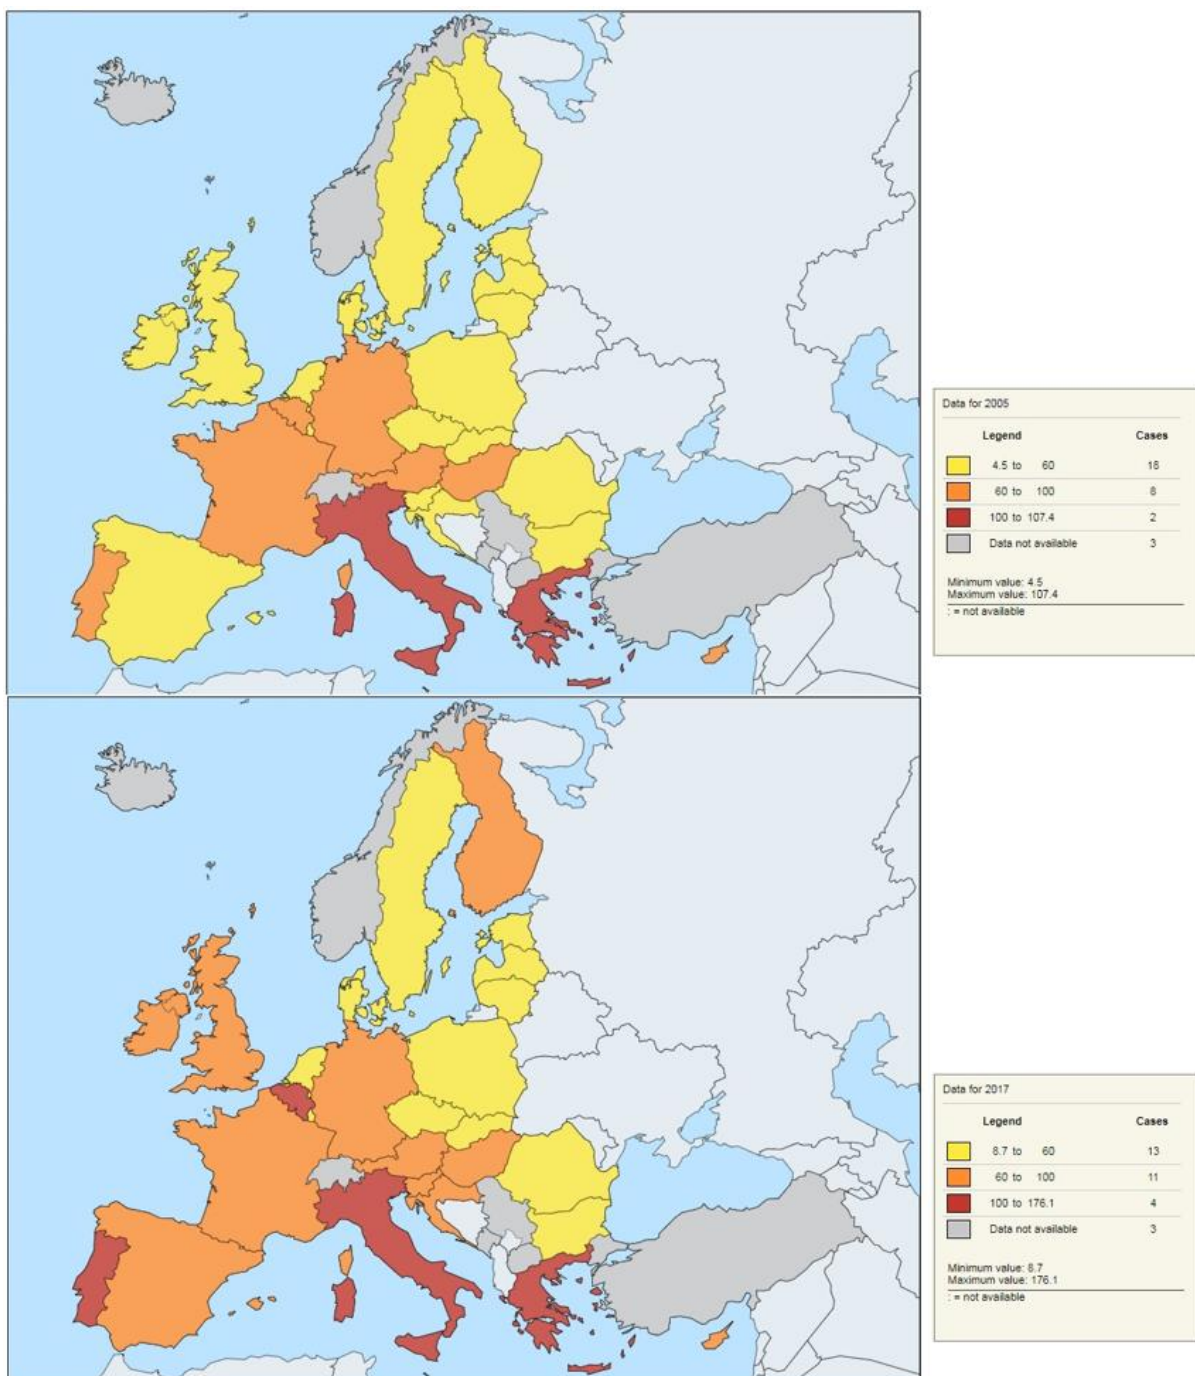 Data for 2005
Legend Cases
4.5 to 60 18
60 to 100 8
100 to 107.4 2
Data not available 3
Minimum value: 4.5
Maximum value: 107.4
: = not available
Data for 2017
Legend Cases
8.7 to 60 13
60 to 100 11
100 to 176.1 4
Data not available 3
Minimum value: 8.7
Maximum value: 176.1
: = not available